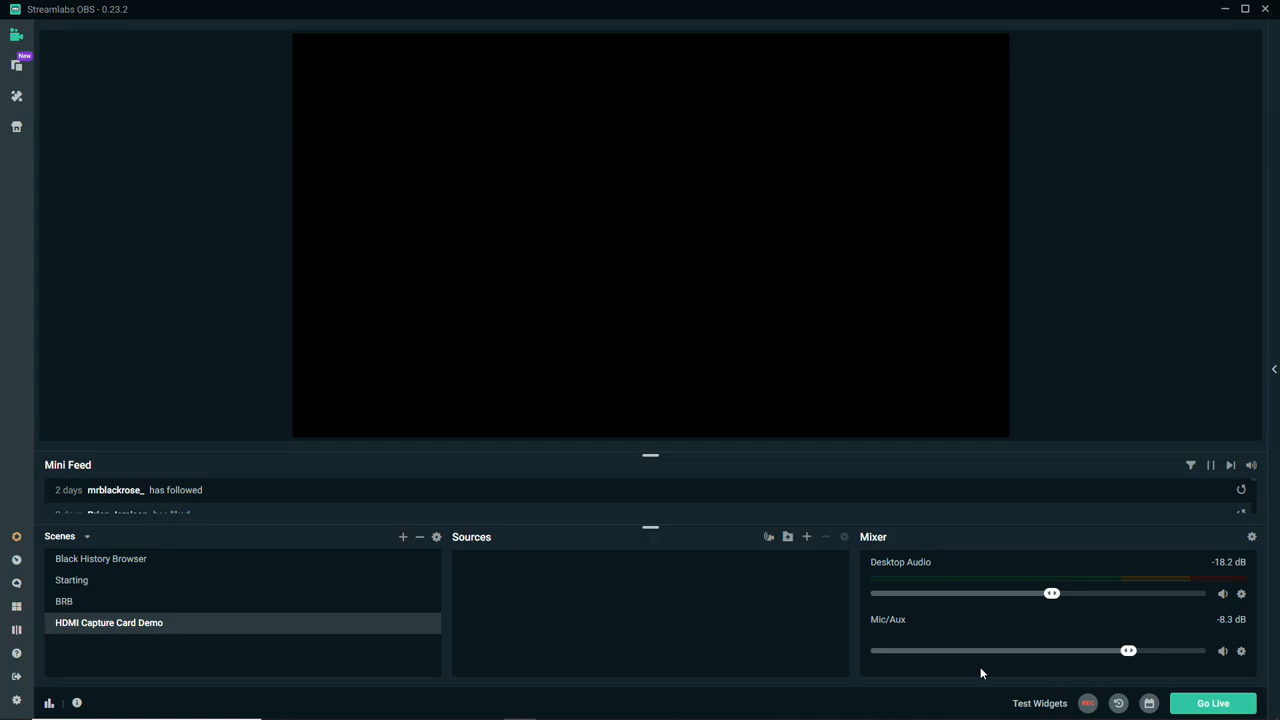 Streamlabs OBS - 0.23.2
New
Mini Feed
2 days mrblackrose_ has followed
Scenes
Sources
Mixer
Black History Browser
Starting
BRB
HDMI Capture Card Demo
Desktop Audio
-18.2 dB
Mic/Aux
-8.3 dB
Test Widgets
REC
Go Live